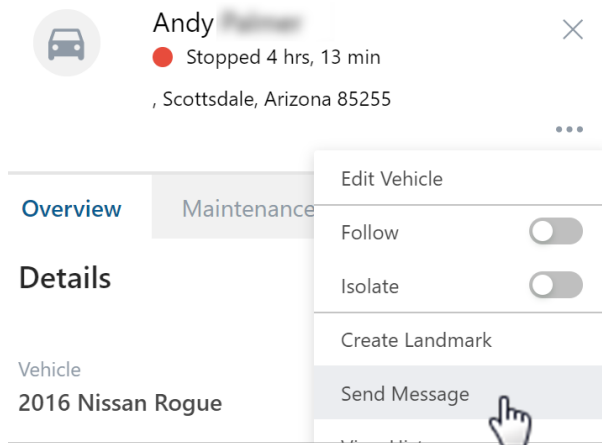 Andy
Stopped 4 hrs, 13 min
, Scottsdale, Arizona 85255
Edit Vehicle
Overview
Maintenance
Follow
Details
Isolate
Create Landmark
Vehicle
Send Message
2016 Nissan Rogue